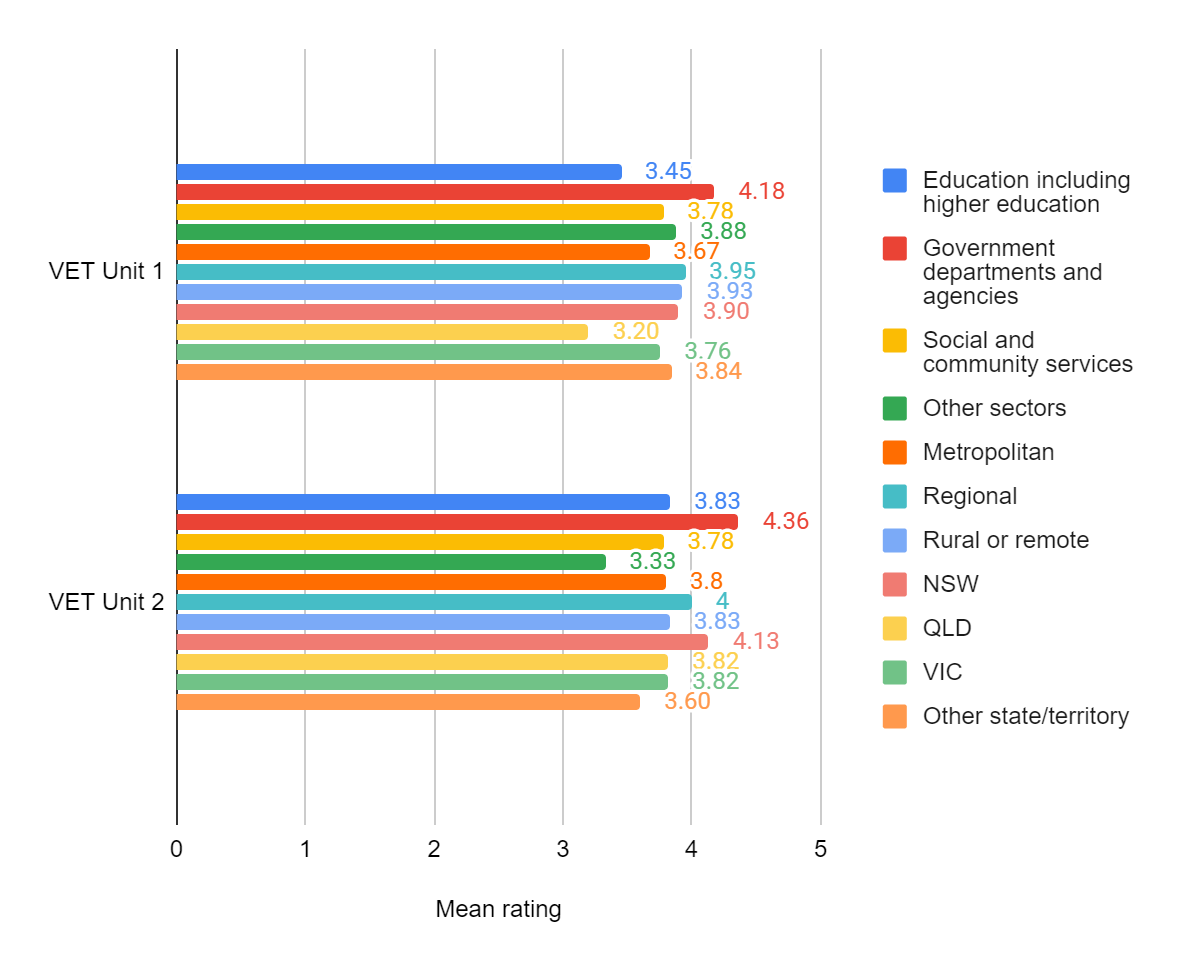 3.45
4.18
3.78
3.88
3.67
VET Unit 1
3.95
3.93
3.90
3.20
3.76
3.84
3.83
4.36
3.78
3.33
3.8
VET Unit 2
4
3.83
4.13
3.82
3.82
3.60
0 1 2 3 4 5
Mean rating
Education including
higher education
Government
departments and
agencies
Social and
community services
Other sectors
Metropolitan
Regional
Rural or remote
NSW
QLD
VIC
Other state/territory